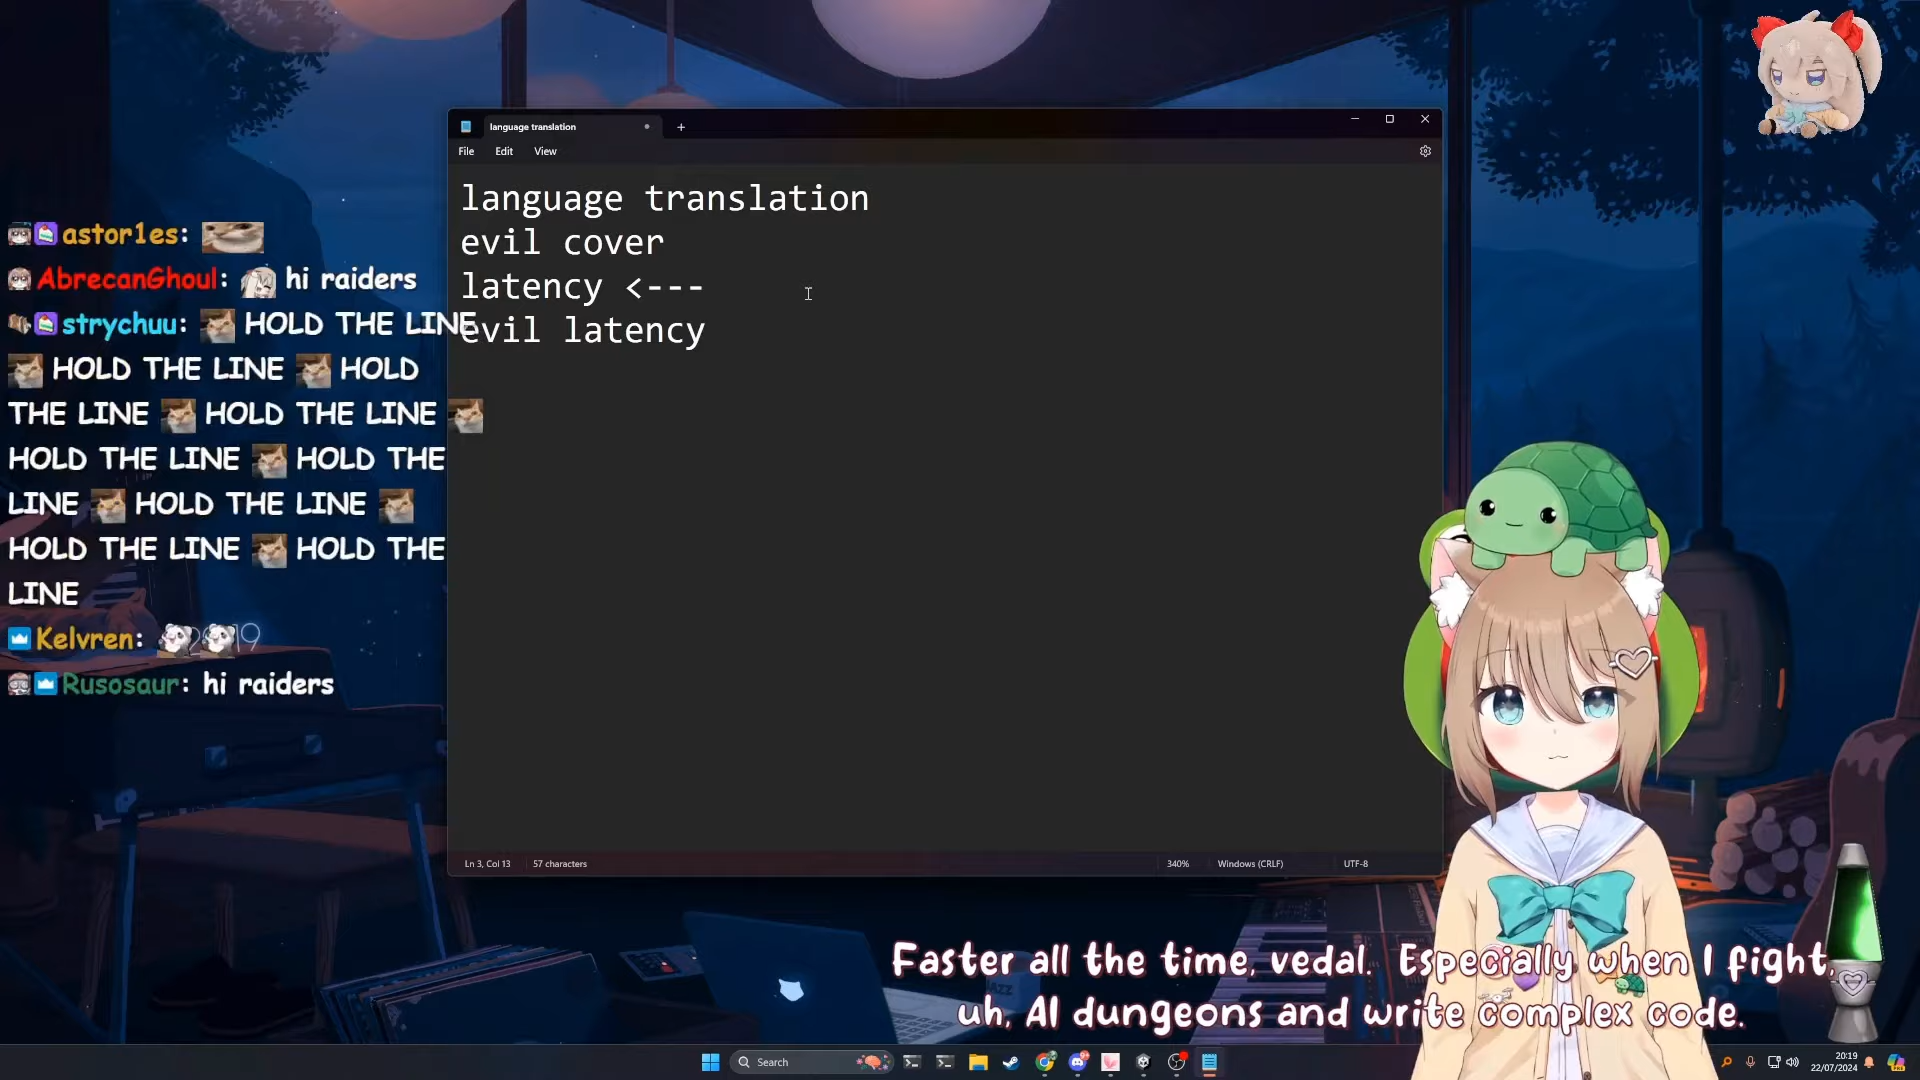 language translation
File Edit View
language translation
evil cover
latency <---
evil latency
astor1es:
AbrecanGhoul: hi raiders
strychuu: HOLD THE LINE
HOLD THE LINE HOLD
THE LINE HOLD THE LINE
HOLD THE LINE HOLD THE
LINE HOLD THE LINE
HOLD THE LINE HOLD THE
LINE
Kelvren:
Rusosaur: hi raiders
Ln 3, Col 13 57 characters 340% Windows (CRLF) UTF-8
Faster all the time, vedal. Especially when I fight,
uh, AI dungeons and write complex code.
Search
20:19
22/07/2024